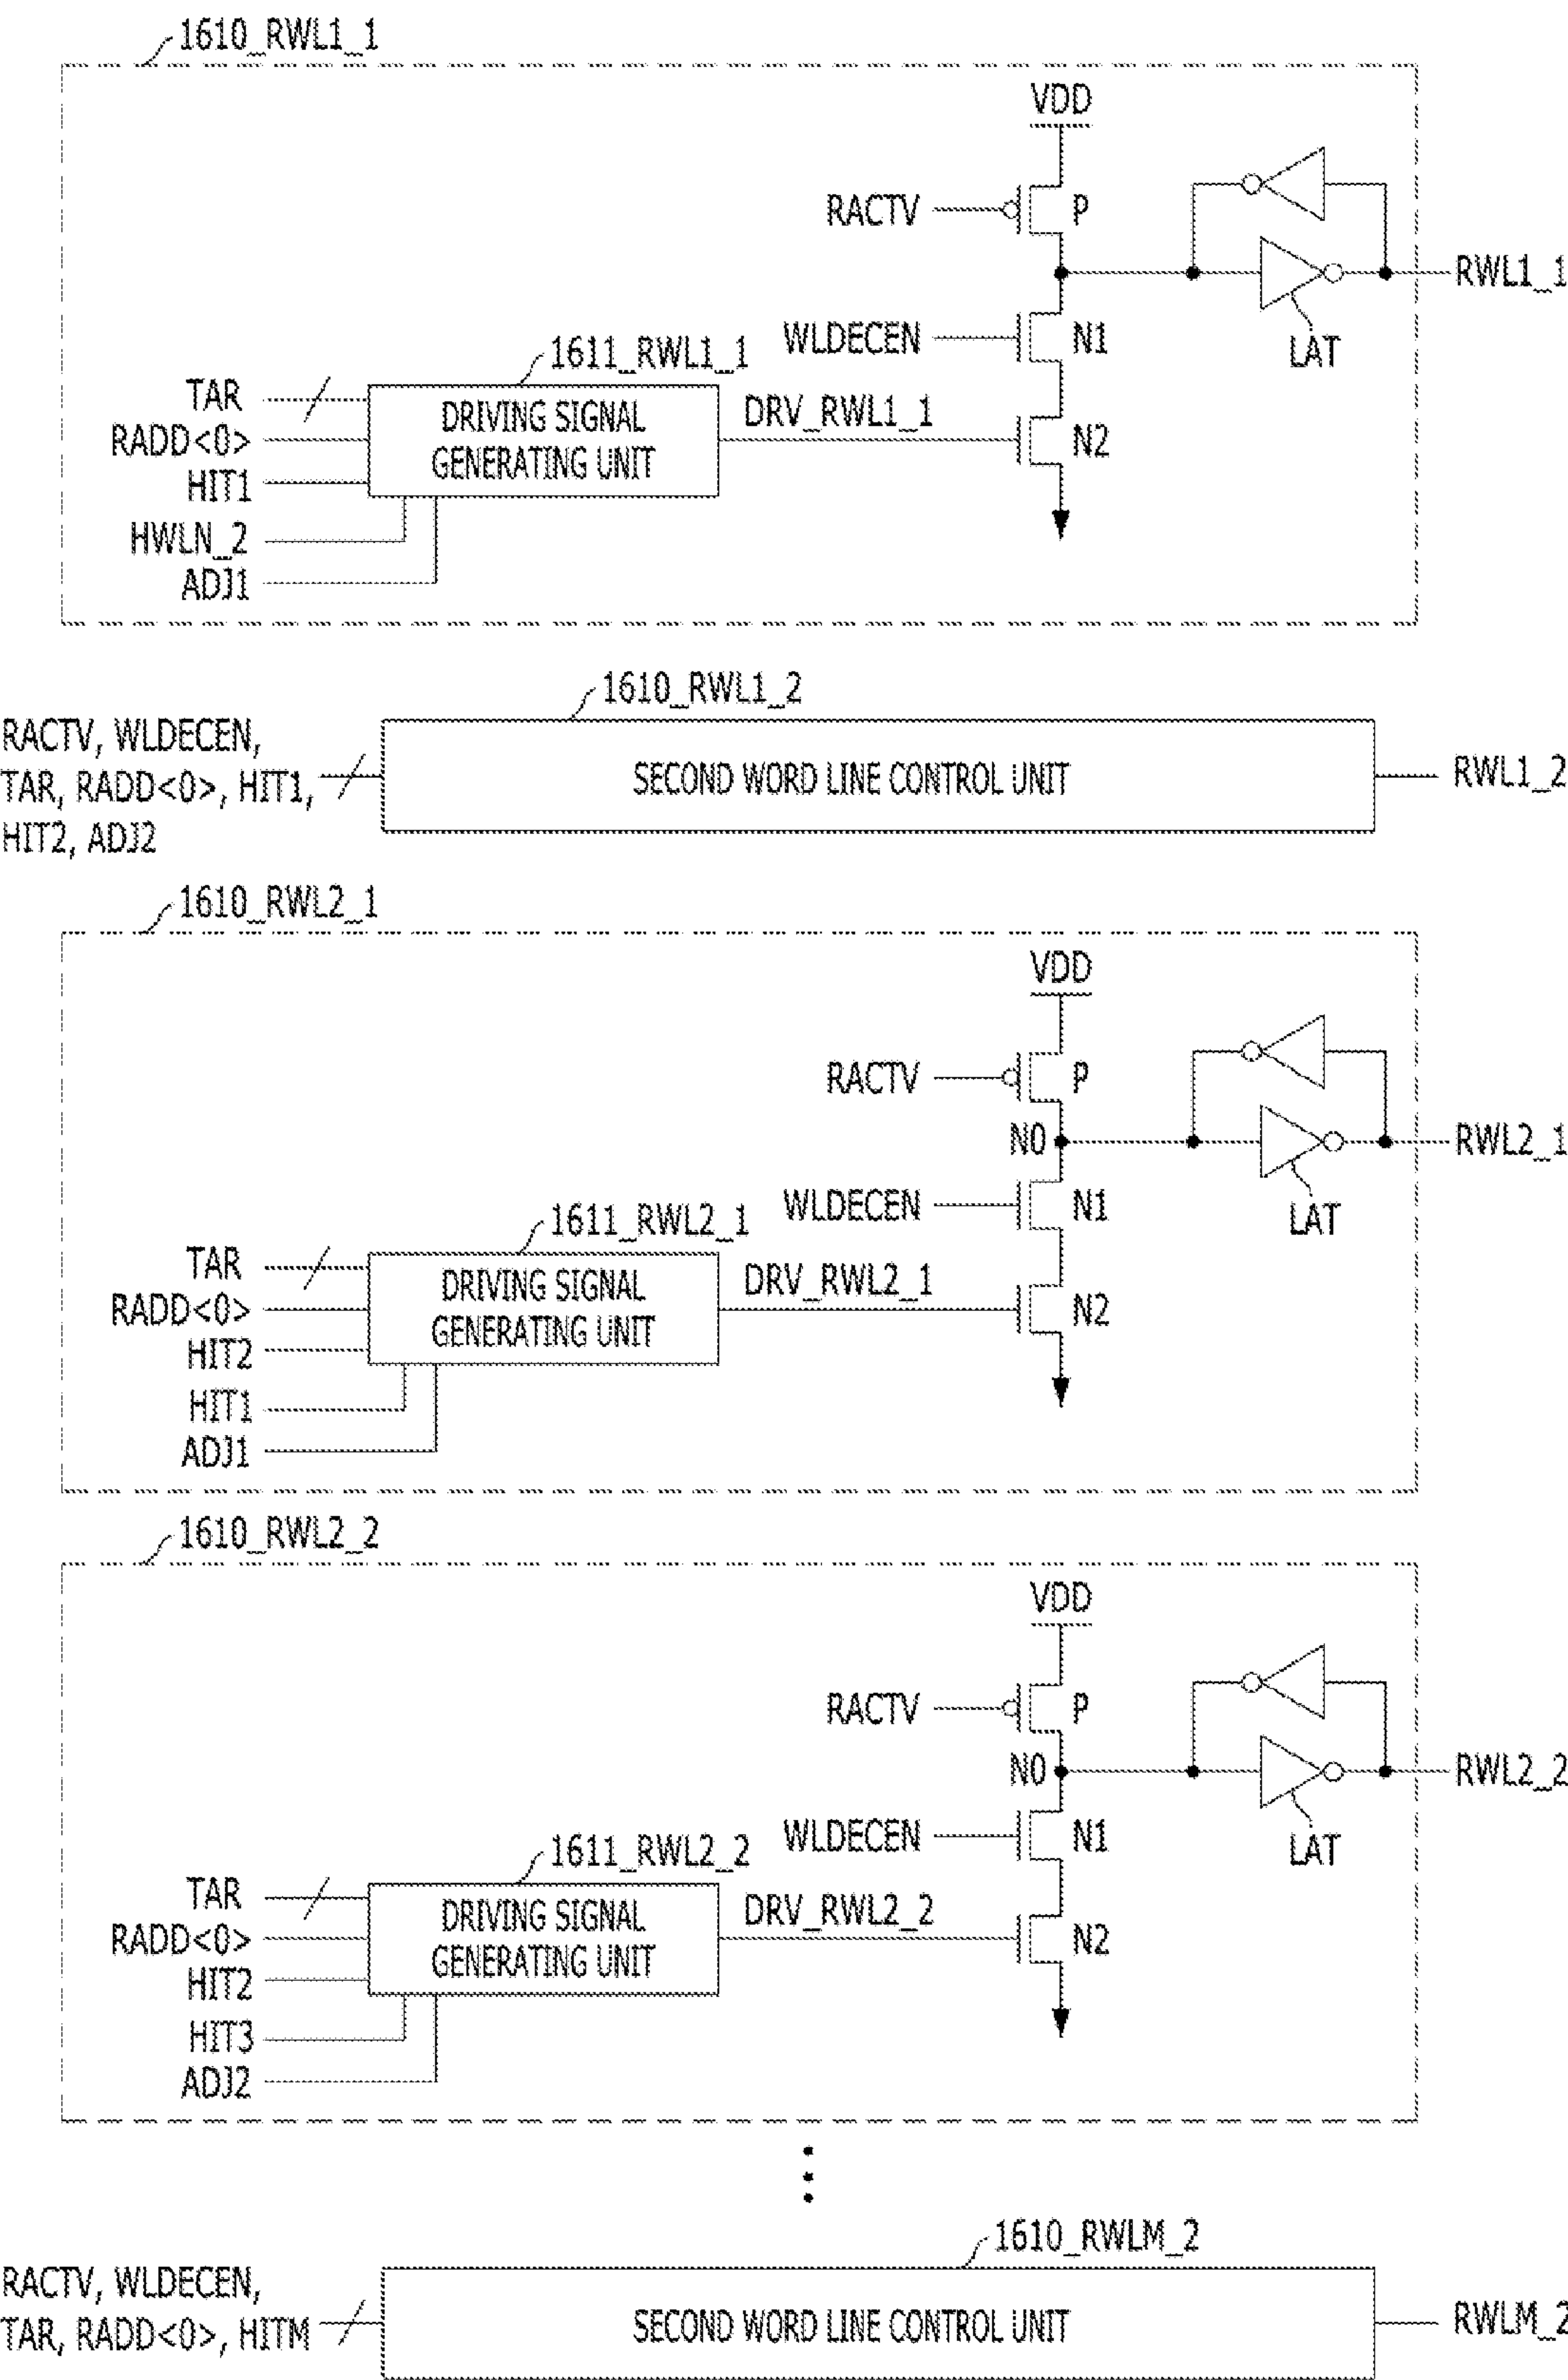 1610_RWL1_1
VDD
RACTV
P
RWL1_1
WLDECEN
N1
LAT
1611_RWL1_1
TAR
RADD<0>
HIT1
HWLN_2
ADJ1
DRIVING SIGNAL
GENERATING UNIT
DRV_RWL1_1
N2
1610_RWL1_2
RACTV, WLDECEN,
TAR, RADD<0>, HIT1,
HIT2, ADJ2
SECOND WORD LINE CONTROL UNIT
RWL1_2
1610_RWL2_1
VDD
RACTV
P
N0
RWL2_1
WLDECEN
N1
LAT
1611_RWL2_1
TAR
RADD<0>
HIT2
HIT1
ADJ1
DRIVING SIGNAL
GENERATING UNIT
DRV_RWL2_1
N2
1610_RWL2_2
VDD
RACTV
P
N0
RWL2_2
WLDECEN
N1
LAT
1611_RWL2_2
TAR
RADD<0>
HIT2
HIT3
ADJ2
DRIVING SIGNAL
GENERATING UNIT
DRV_RWL2_2
N2
1610_RWLM_2
RACTV, WLDECEN,
TAR, RADD<0>, HITM
SECOND WORD LINE CONTROL UNIT
RWLM_2